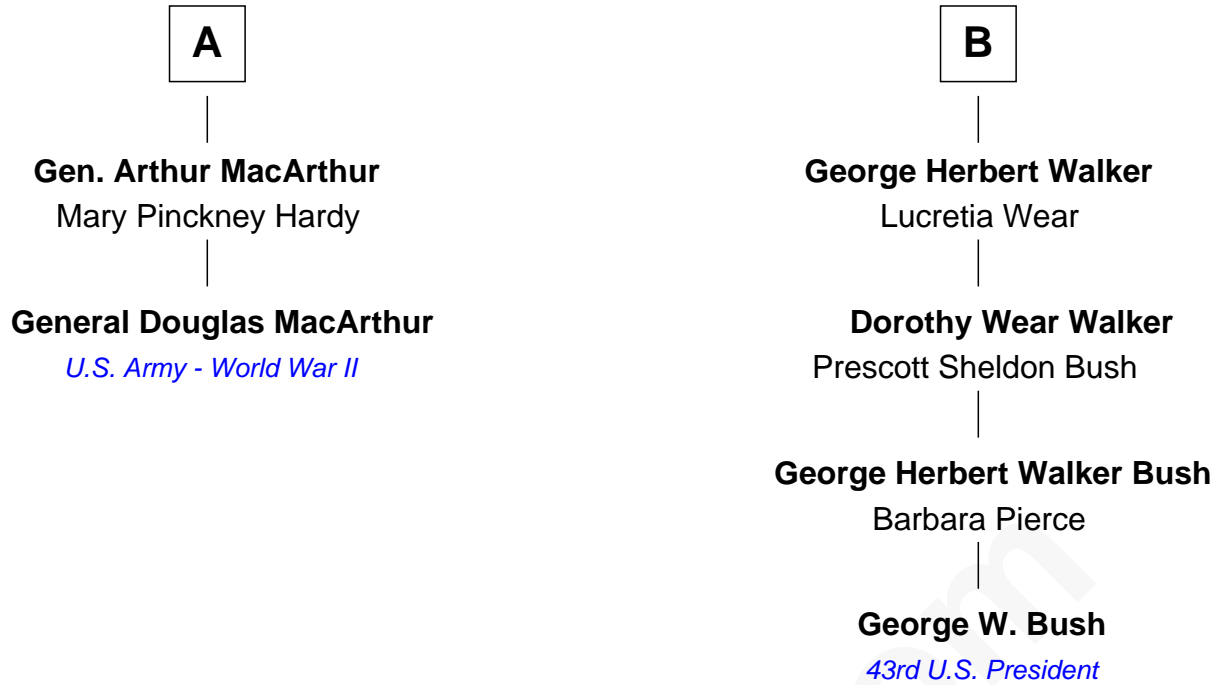 A
Gen. Arthur MacArthur
Mary Pinckney Hardy
General Douglas MacArthur
U.S. Army - World War II
B
George Herbert Walker
Lucretia Wear
Dorothy Wear Walker
Prescott Sheldon Bush
George Herbert Walker Bush
Barbara Pierce
George W. Bush
43rd U.S. President